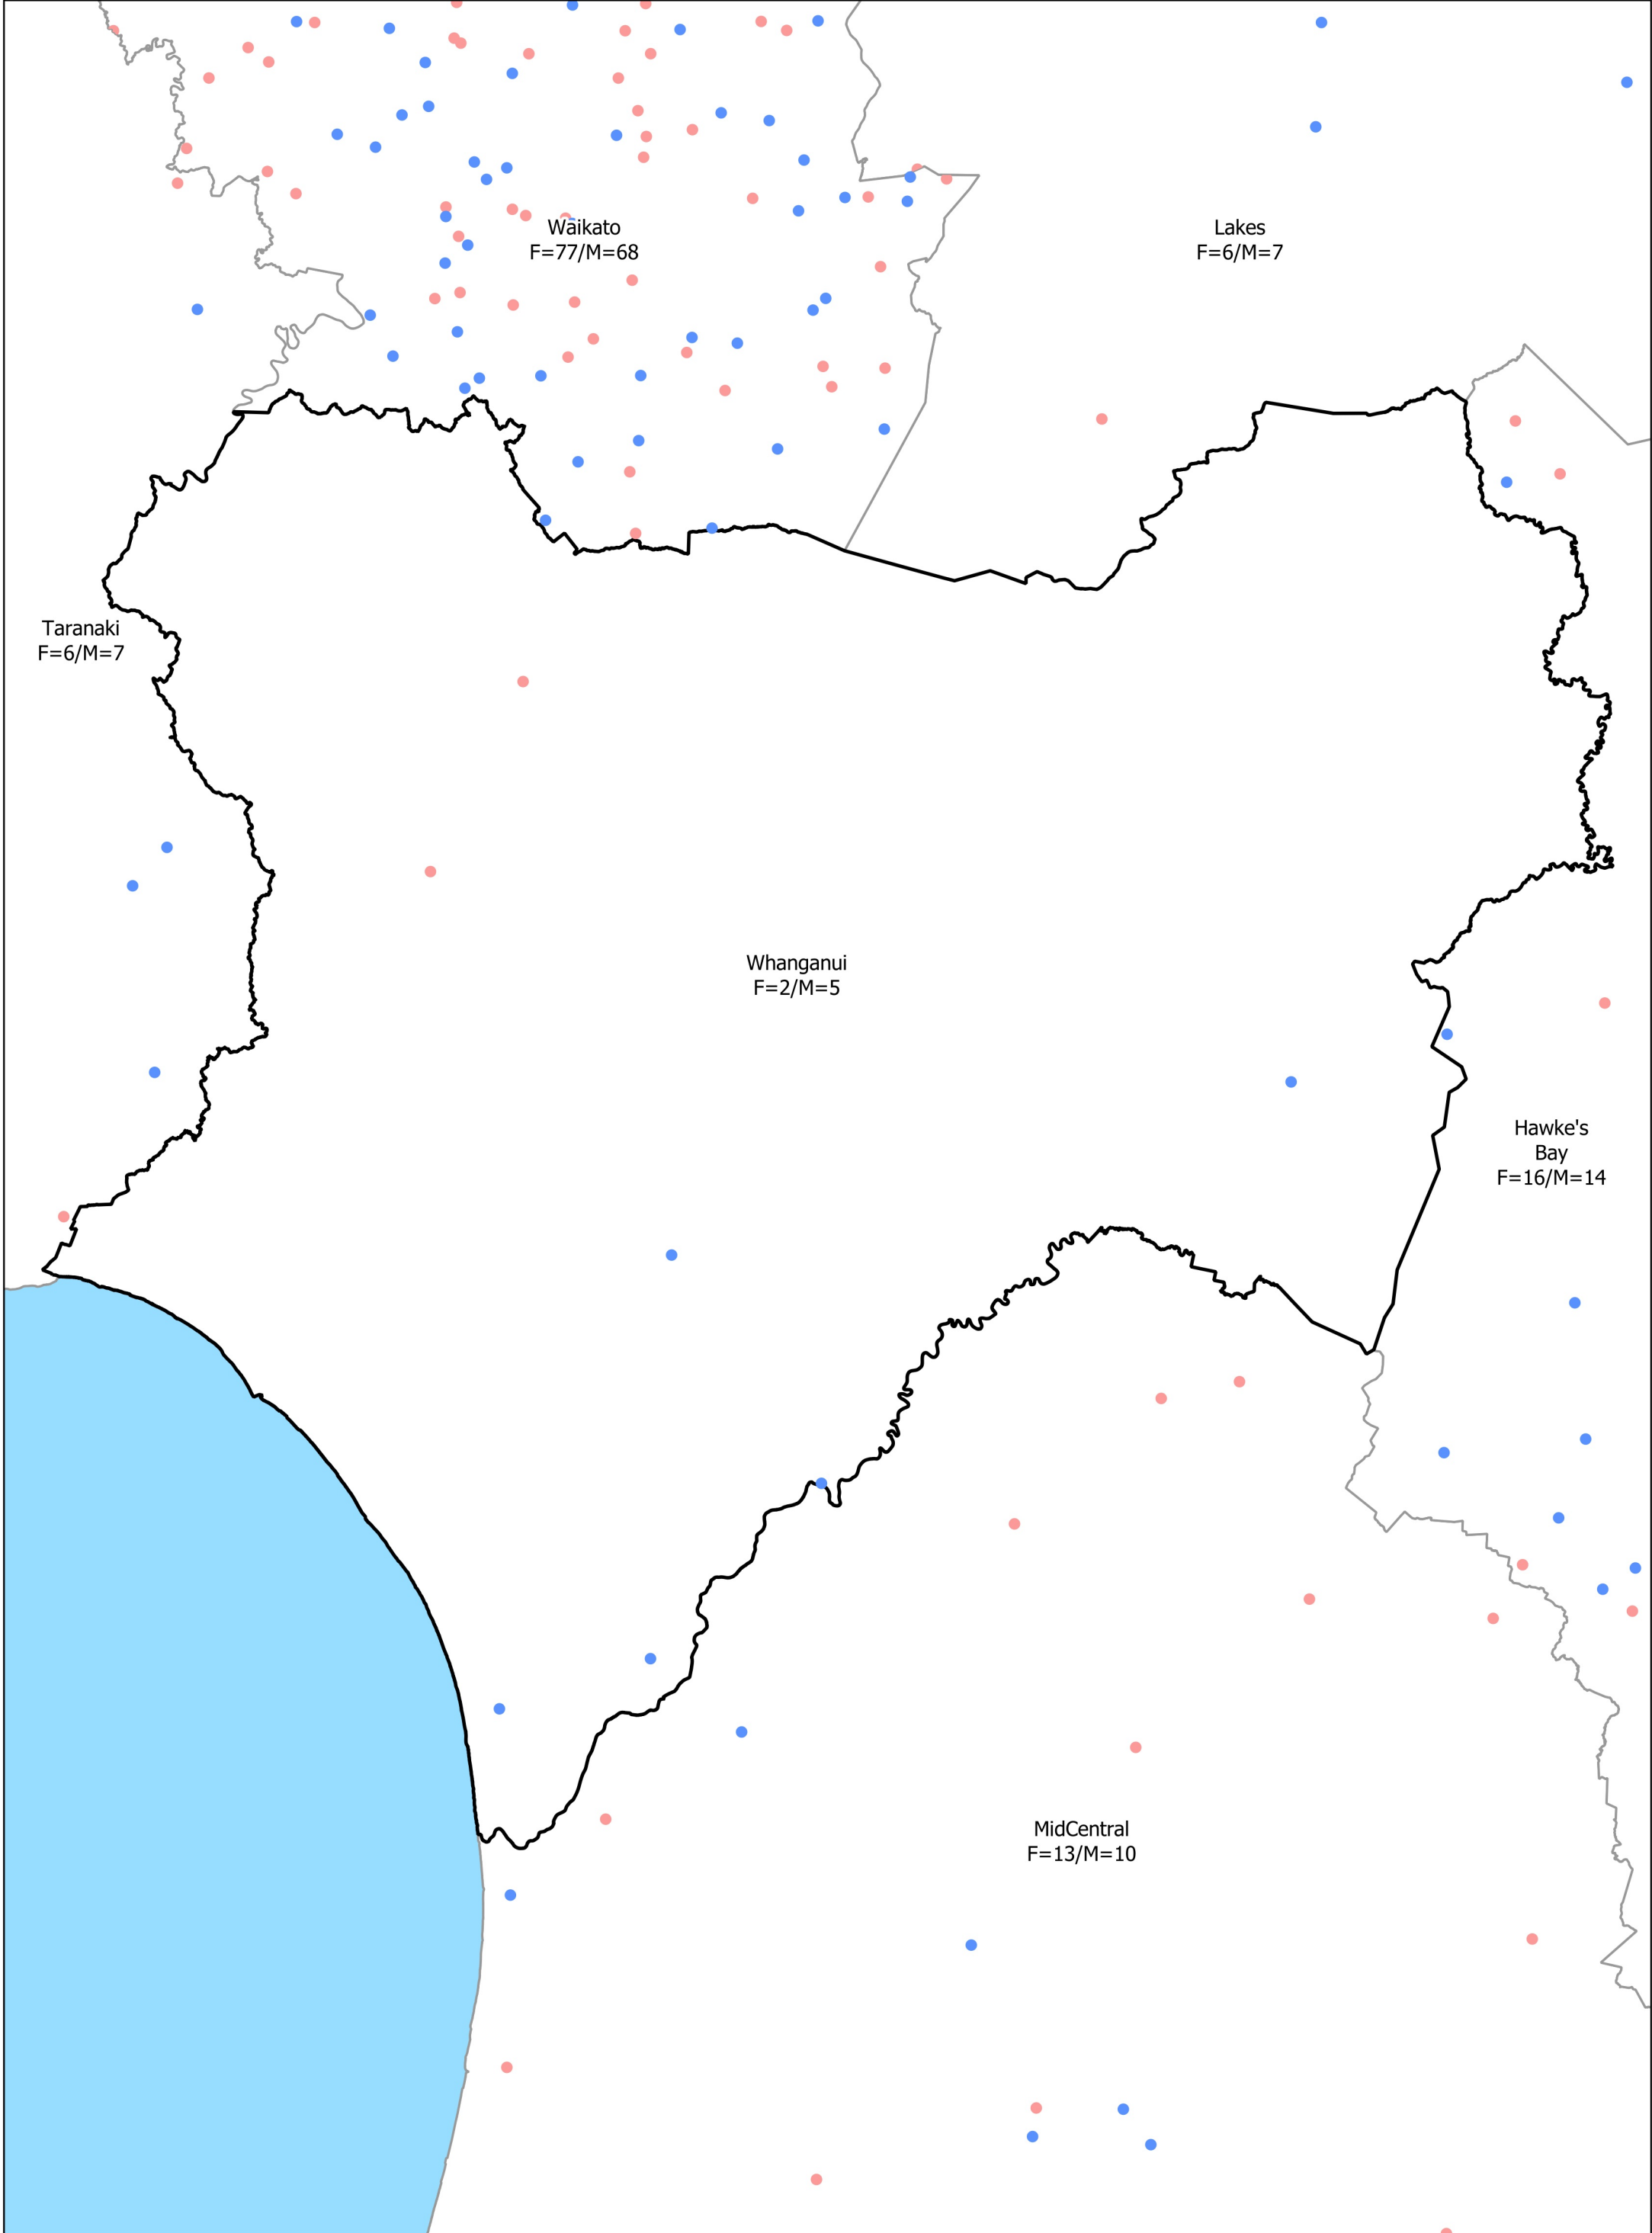 Waikato
F=77/M=68
Lakes
F=6/M=7
Taranaki
F=6/M=7
Whanganui
F=2/M=5
Hawke's
Bay
F=16/M=14
MidCentral
F=13/M=10